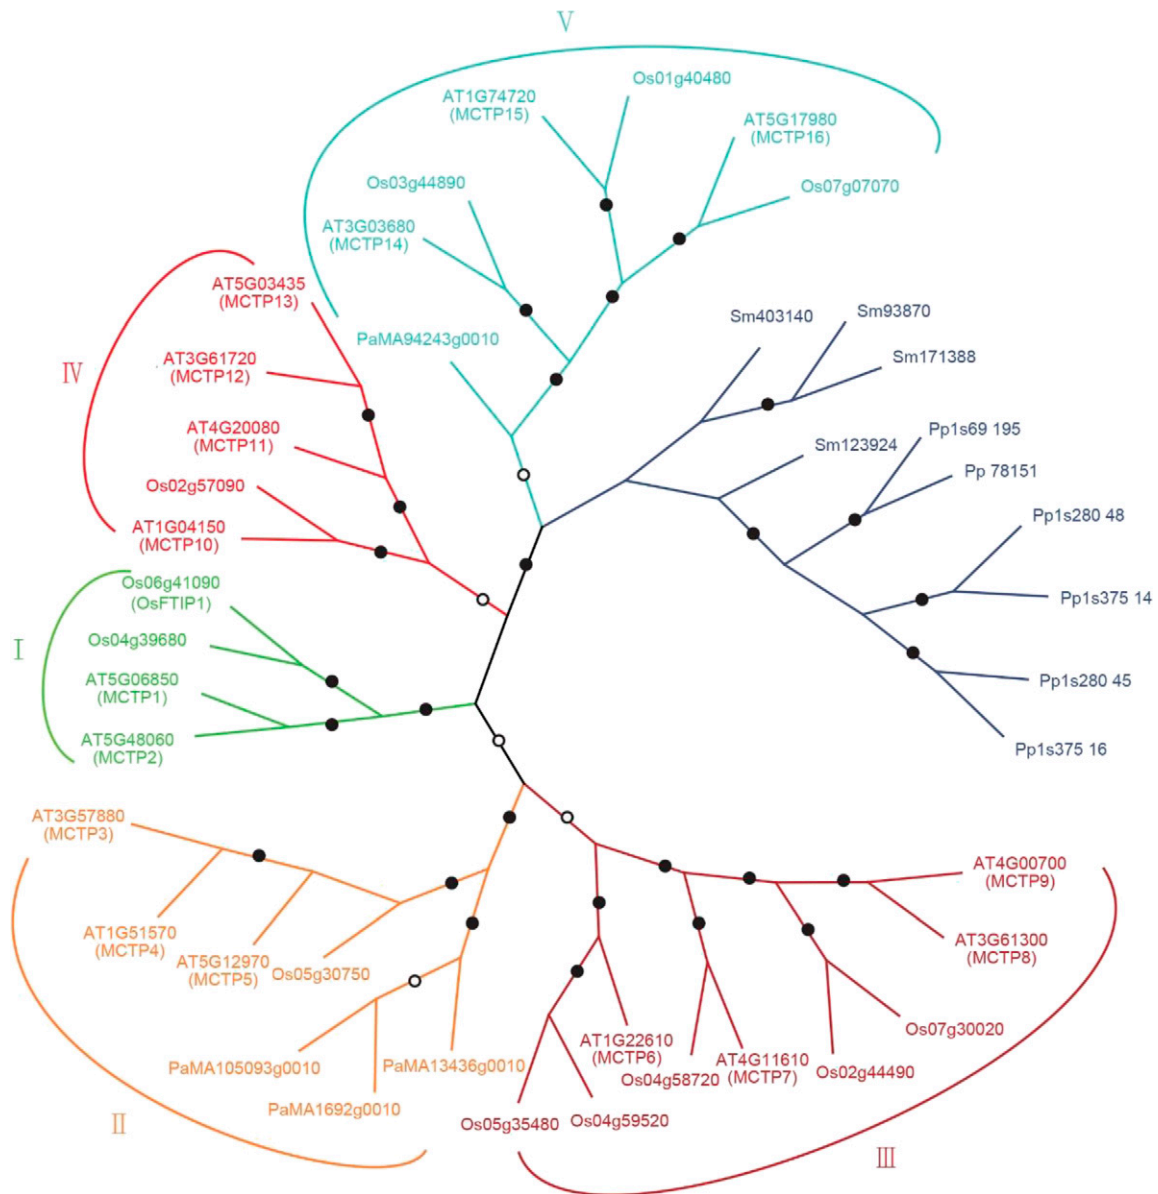 V
Os01g40480
AT1G74720
(MCTP15)
AT5G17980
(MCTP16)
Os03g44890
Os07g07070
AT3G03680
(MCTP14)
AT5G03435
(MCTP13)
PaMA94243g0010
Sm403140
Sm93870
Sm171388
IV
AT3G61720
(MCTP12)
AT4G20080
(MCTP11)
Pp1s69 195
Sm123924
Pp 78151
Os02g57090
AT1G04150
(MCTP10)
Pp1s280 48
Os06g41090
(OsFTIP1)
Pp1s375 14
I
Os04g39680
AT5G06850
(MCTP1)
Pp1s280 45
AT5G48060
(MCTP2)
Pp1s375 16
AT3G57880
(MCTP3)
AT4G00700
(MCTP9)
AT1G51570
(MCTP4)
AT5G12970
(MCTP5)
Os05g30750
AT3G61300
(MCTP8)
Os07g30020
AT1G22610
(MCTP6)
PaMA105093g0010
PaMA13436g0010
Os04g58720
AT4G11610
(MCTP7)
Os02g44490
PaMA1692g0010
Os05g35480
Os04g59520
II
III